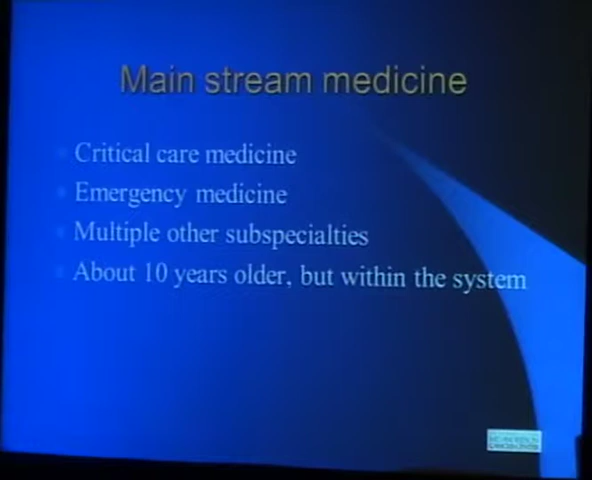 Main stream medicine
Critical care medicine
Emergency medicine
Multiple other subspecialties
About 10 years older, but within the system